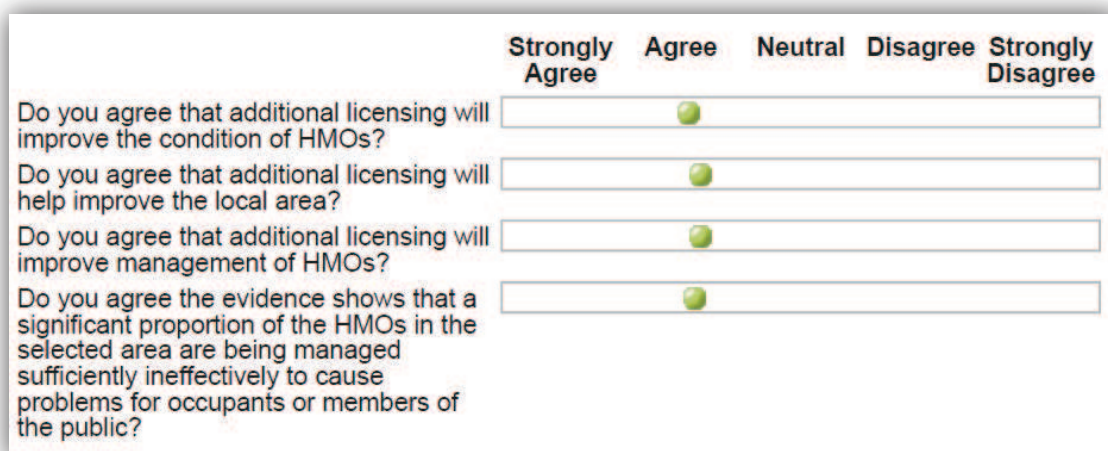 Strongly Agree Neutral Disagree Strongly
Agree Disagree
Do you agree that additional licensing will
improve the condition of HMOs?
Do you agree that additional licensing will
help improve the local area?
Do you agree that additional licensing will
improve management of HMOs?
Do you agree the evidence shows that a
significant proportion of the HMOs in the
selected area are being managed
sufficiently ineffectively to cause
problems for occupants or members of
the public?